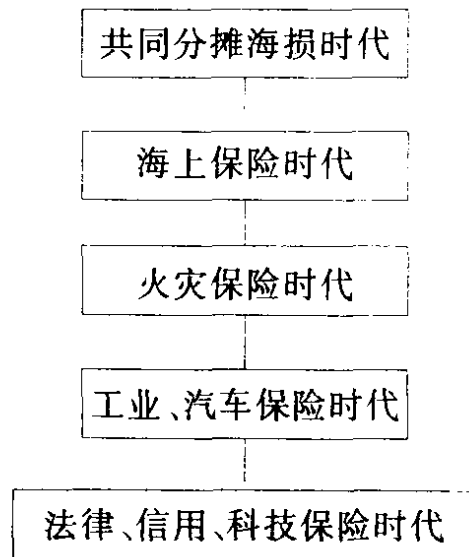 共同分摊海损时代
海上保险时代
火灾保险时代
工业、汽车保险时代
法律、信用、科技保险时代